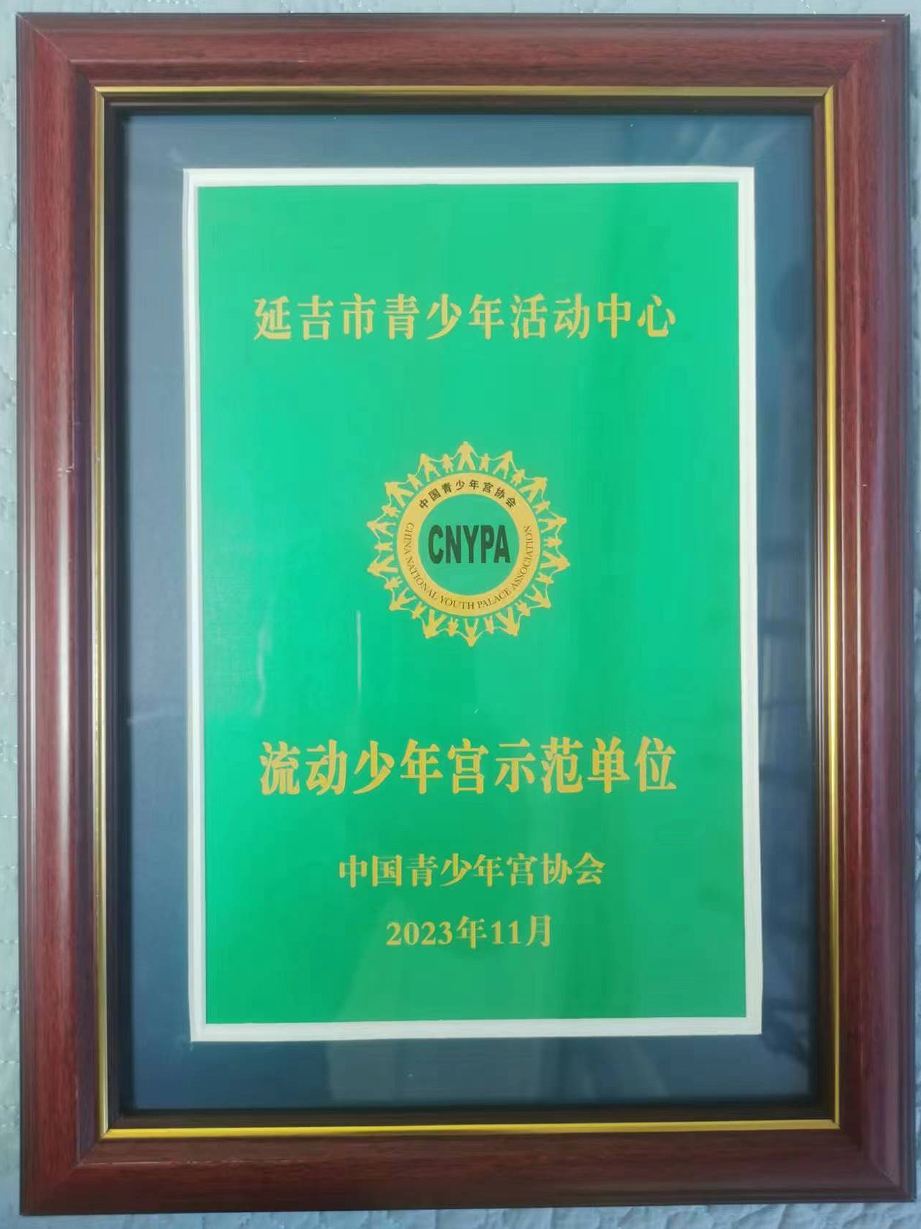 延吉市青少年活动中心
中国青少年宫协会
CNYPA
CHINA NATIONAL YOUTH PALACE ASSOCIATION
流动少年宫示范单位
中国青少年宫协会
2023年11月